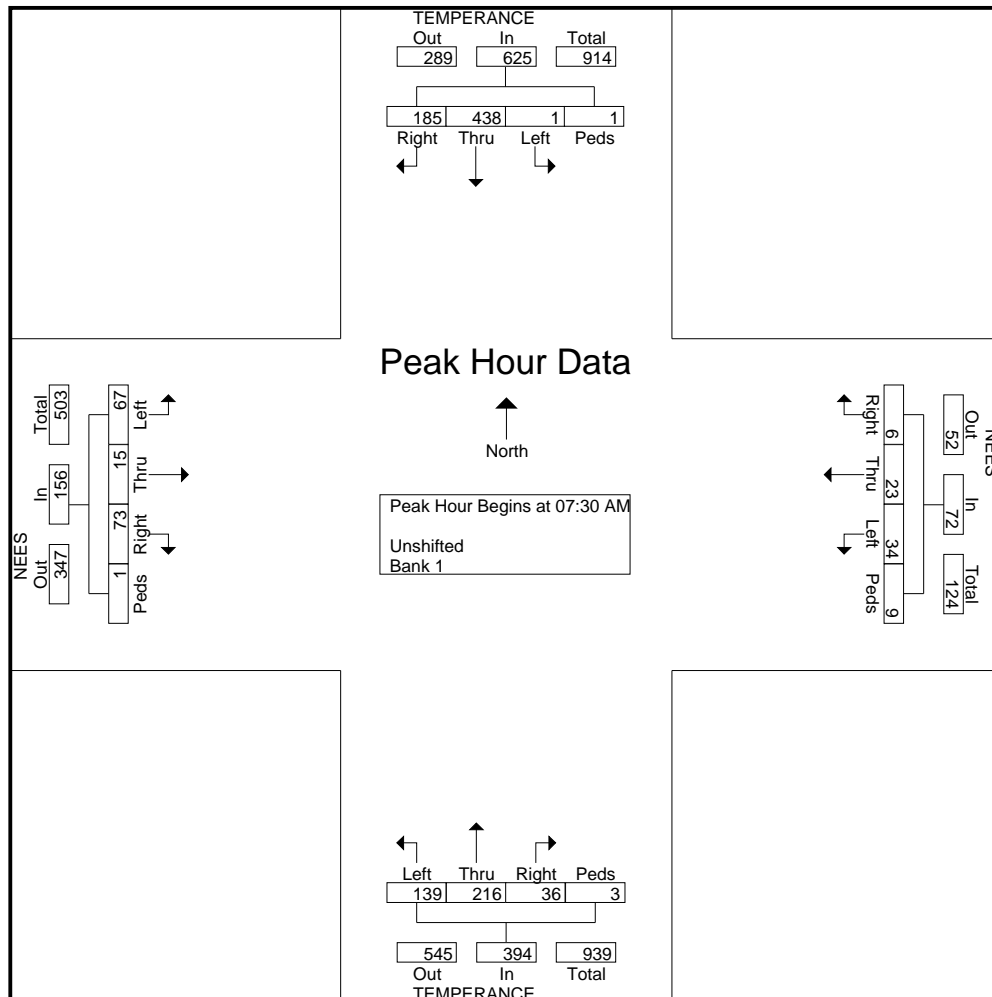 TEMPERANCE
Out In Total
289 625 914
185 438 1 1
Right Thru Left Peds
Peak Hour Data
North
Peak Hour Begins at 07:30 AM
Unshifted
Bank 1
NEES
Out In Total
347 156 503
Left Thru Right Peds
67 15 73 1
NEES
Out In Total
52 72 124
Right Thru Left Peds
6 23 34 9
Left Thru Right Peds
139 216 36 3
545 394 939
Out In Total
TEMPERANCE